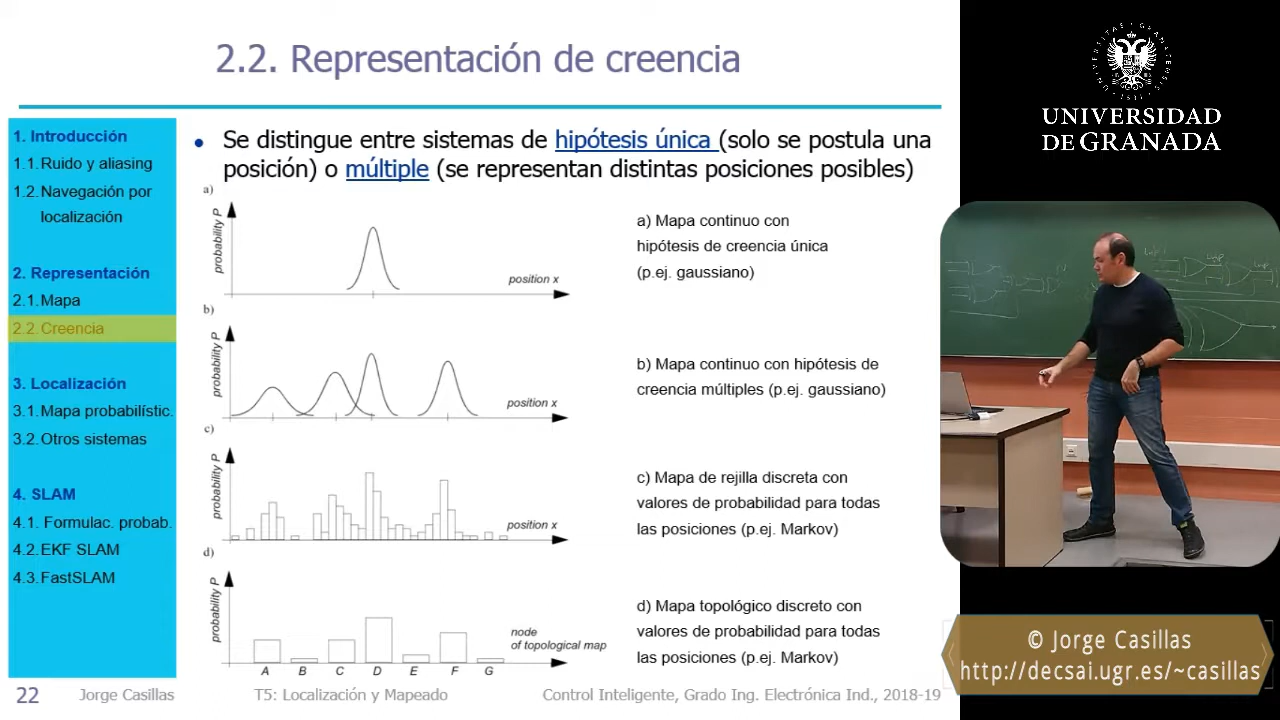 2.2. Representación de creencia
1. Introducción
1.1. Ruido y aliasing
1.2. Navegación por
localización
2. Representación
2.1. Mapa
2.2. Creencia
3. Localización
3.1. Mapa probabilístic.
3.2. Otros sistemas
4. SLAM
4.1. Formulac. probab.
4.2. EKF SLAM
4.3. FastSLAM
• Se distingue entre sistemas de hipótesis única (solo se postula una
posición) o múltiple (se representan distintas posiciones posibles)
a)
probability P
position x
a) Mapa continuo con
hipótesis de creencia única
(p.ej. gaussiano)
b)
probability P
position x
b) Mapa continuo con hipótesis de
creencia múltiples (p.ej. gaussiano)
c)
probability P
position x
c) Mapa de rejilla discreta con
valores de probabilidad para todas
las posiciones (p.ej. Markov)
d)
probability P
node
of topological map
A B C D E F G
d) Mapa topológico discreto con
valores de probabilidad para todas
las posiciones (p.ej. Markov)
22 Jorge Casillas T5: Localización y Mapeado Control Inteligente, Grado Ing. Electrónica Ind., 2018-19
UNIVERSIDAD
DE GRANADA
© Jorge Casillas
http://decsai.ugr.es/~casillas